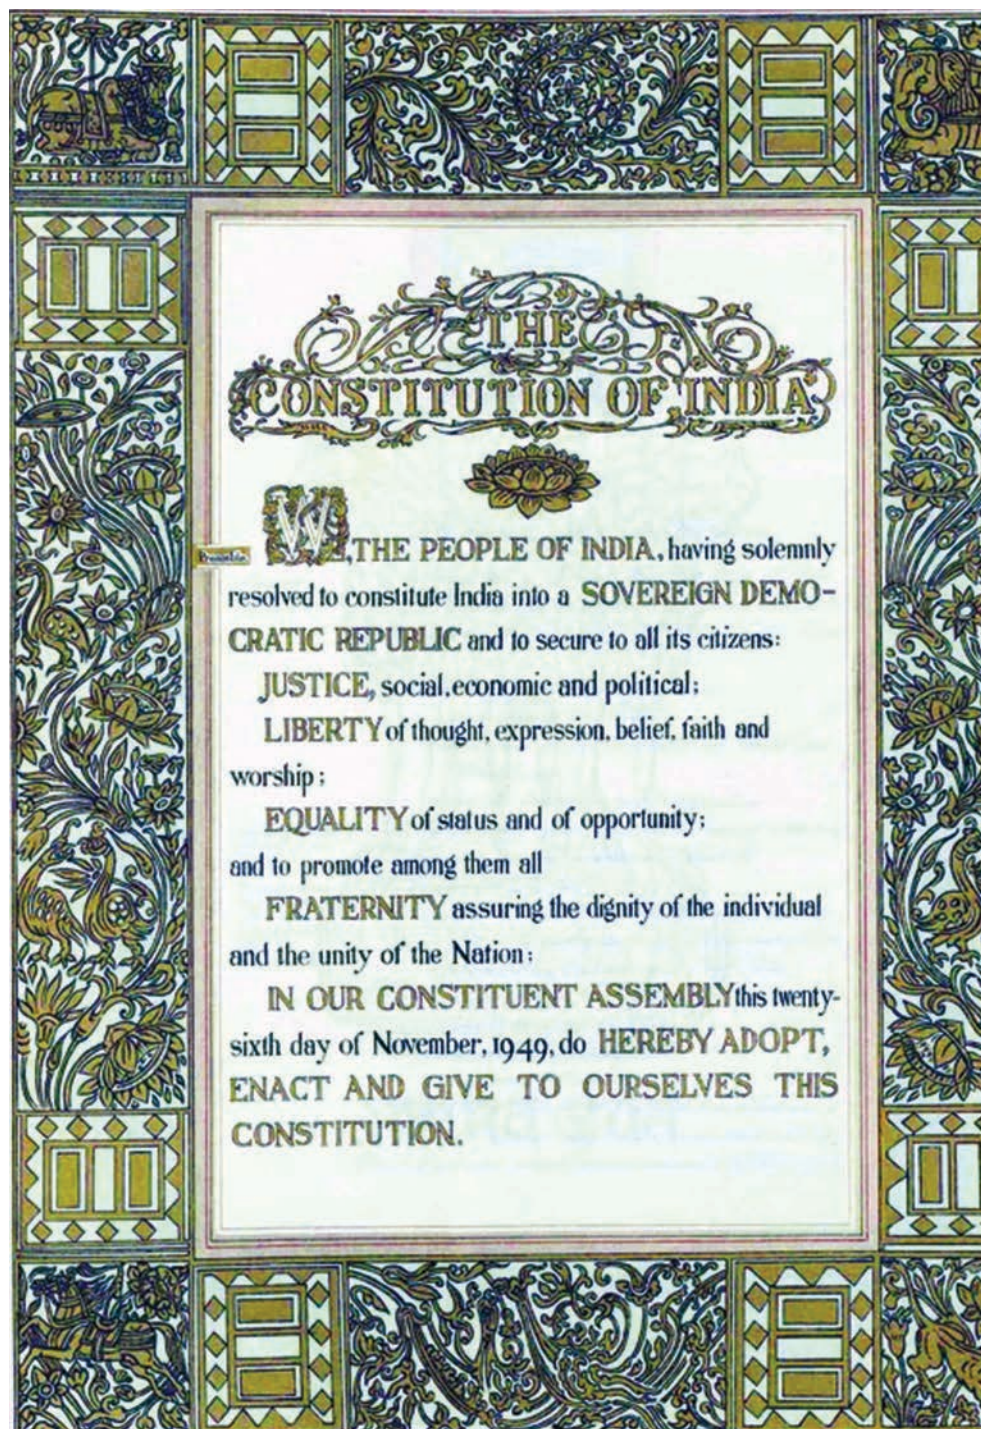 THE
CONSTITUTION OF INDIA
Preamble
WE, THE PEOPLE OF INDIA, having solemnly
resolved to constitute India into a SOVEREIGN DEMO-
CRATIC REPUBLIC and to secure to all its citizens:
JUSTICE, social, economic and political;
LIBERTY of thought, expression, belief, faith and
worship;
EQUALITY of status and of opportunity;
and to promote among them all
FRATERNITY assuring the dignity of the individual
and the unity of the Nation;
IN OUR CONSTITUENT ASSEMBLY this twenty-
sixth day of November, 1949, do HEREBY ADOPT,
ENACT AND GIVE TO OURSELVES THIS
CONSTITUTION.